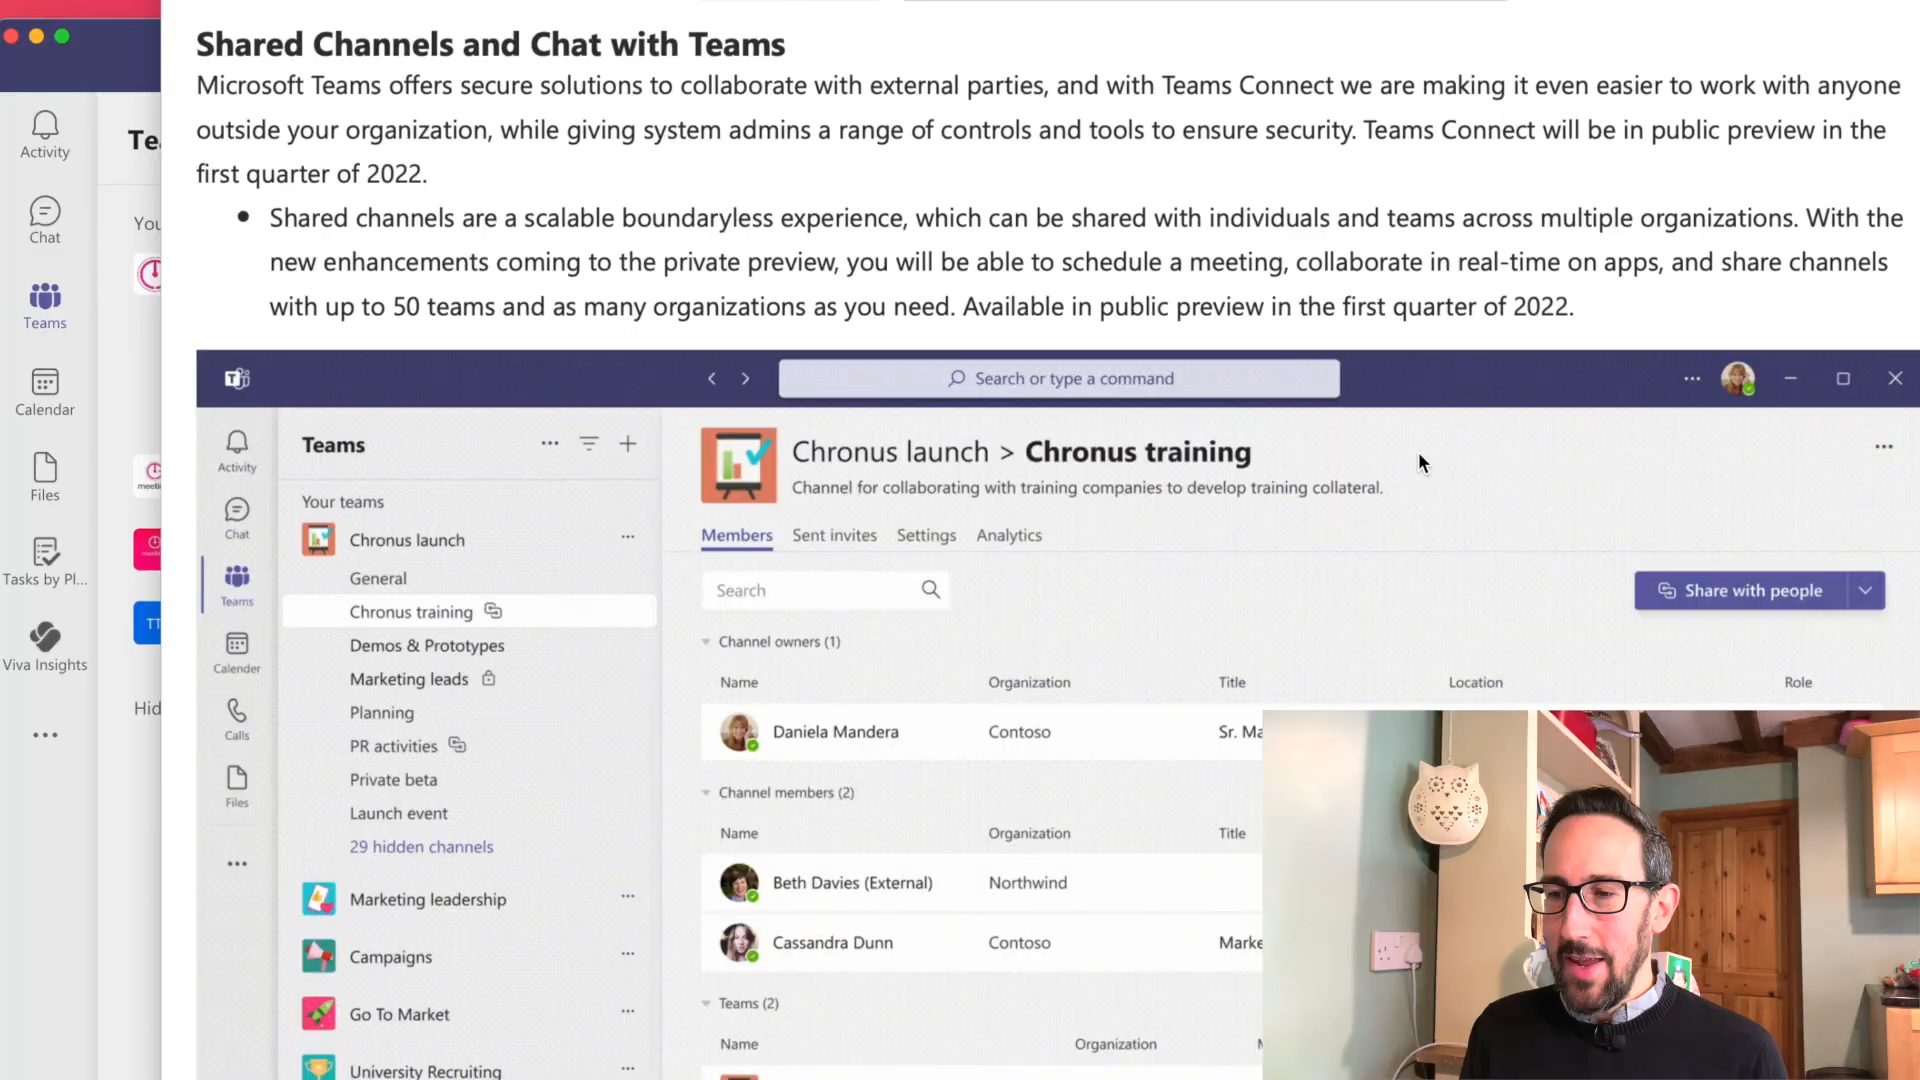 Shared Channels and Chat with Teams
Microsoft Teams offers secure solutions to collaborate with external parties, and with Teams Connect we are making it even easier to work with anyone
outside your organization, while giving system admins a range of controls and tools to ensure security. Teams Connect will be in public preview in the
first quarter of 2022.
Shared channels are a scalable boundaryless experience, which can be shared with individuals and teams across multiple organizations. With the
new enhancements coming to the private preview, you will be able to schedule a meeting, collaborate in real-time on apps, and share channels
with up to 50 teams and as many organizations as you need. Available in public preview in the first quarter of 2022.
Activity
Chat
Teams
Calendar
Files
Tasks by Pl...
Viva Insights
Te
You
TT
Hid
Search or type a command
Activity
Chat
Teams
Calender
Calls
Files
Teams
Your teams
Chronus launch
General
Chronus training
Demos & Prototypes
Marketing leads
Planning
PR activities
Private beta
Launch event
29 hidden channels
Marketing leadership
Campaigns
Go To Market
University Recruiting
Chronus launch > Chronus training
Channel for collaborating with training companies to develop training collateral.
Members Sent invites Settings Analytics
Search
Share with people
Channel owners (1)
Name Organization Title Location Role
Daniela Mandera Contoso Sr. Ma
Channel members (2)
Name Organization Title
Beth Davies (External) Northwind
Cassandra Dunn Contoso Marke
Teams (2)
Name Organization